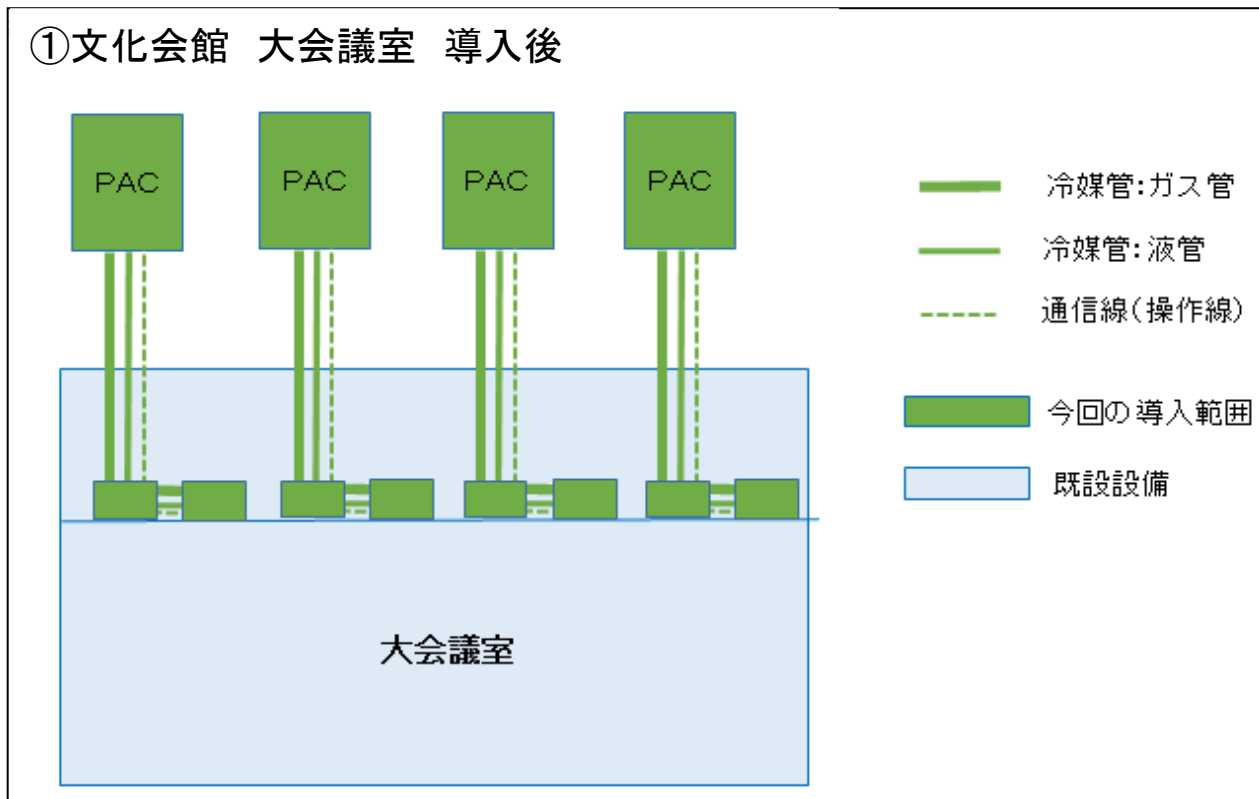 ①文化会館　大会議室　導入後
PAC
PAC
PAC
PAC
冷媒管:ガス管
冷媒管:液管
通信線(操作線)
今回の導入範囲
既設設備
大会議室